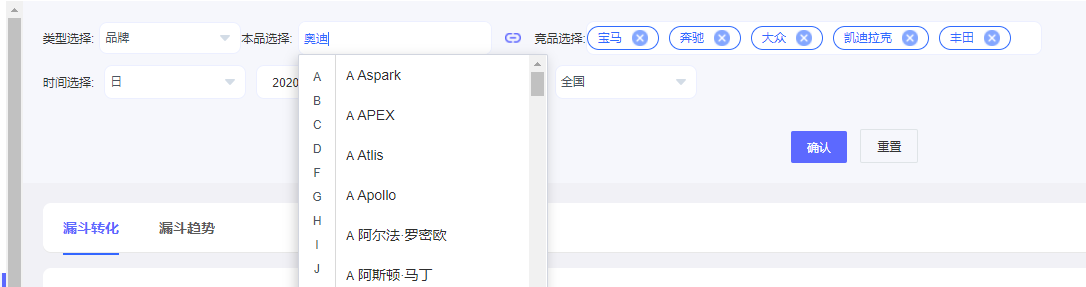 类型选择: 品牌 本品选择: 奥迪 竞品选择: 宝马 奔驰 大众 凯迪拉克 丰田
时间选择: 日 2020 全国
A
B
C
D
F
G
H
I
J
A Aspark
A APEX
A Atlis
A Apollo
A 阿尔法·罗密欧
A 阿斯顿·马丁
确认 重置
漏斗转化 漏斗趋势